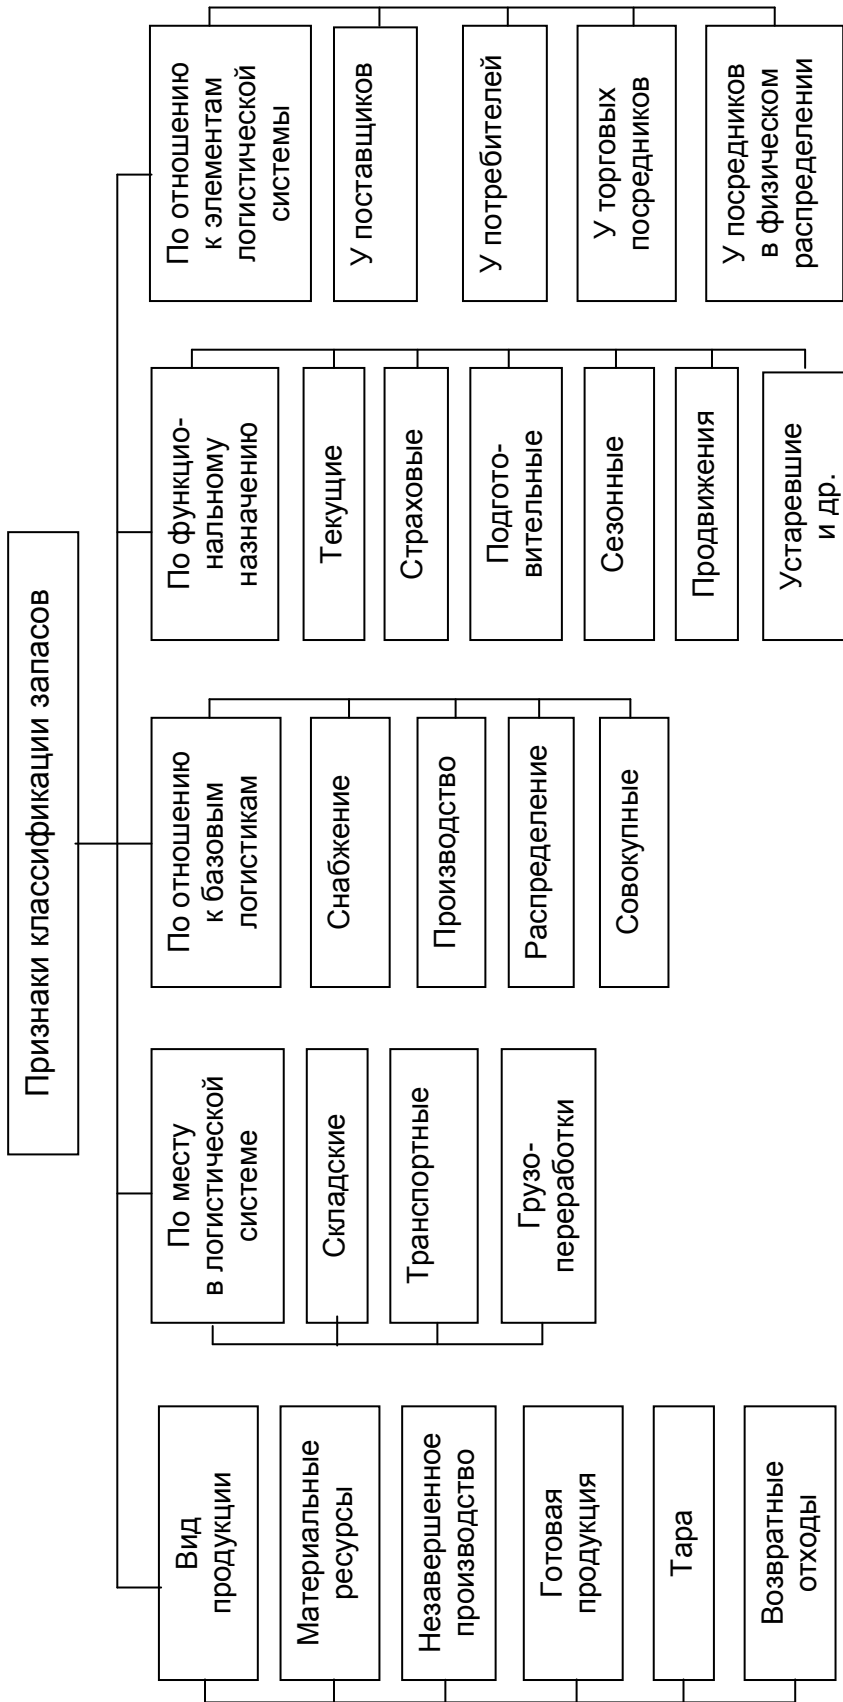 Признаки классификации запасов
Вид
продукции
Материальные
ресурсы
Незавершенное
производство
Готовая
продукция
Тара
Возвратные
отходы
По месту
в логистической
системе
Складские
Транспортные
Грузо-
переработки
По отношению
к базовым
логистикам
Снабжение
Производство
Распределение
Совокупные
По функцио-
нальному
назначению
Текущие
Страховые
Подгото-
вительные
Сезонные
Продвижения
Устаревшие
и др.
По отношению
к элементам
логистической
системы
У поставщиков
У потребителей
У торговых
посредников
У посредников
в физическом
распределении